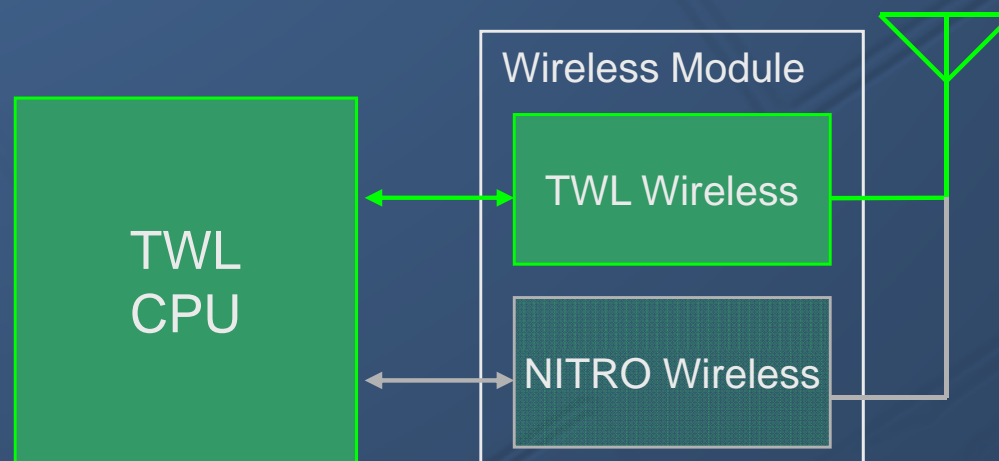 Wireless Module
TWL Wireless
TWL
CPU
NITRO Wireless